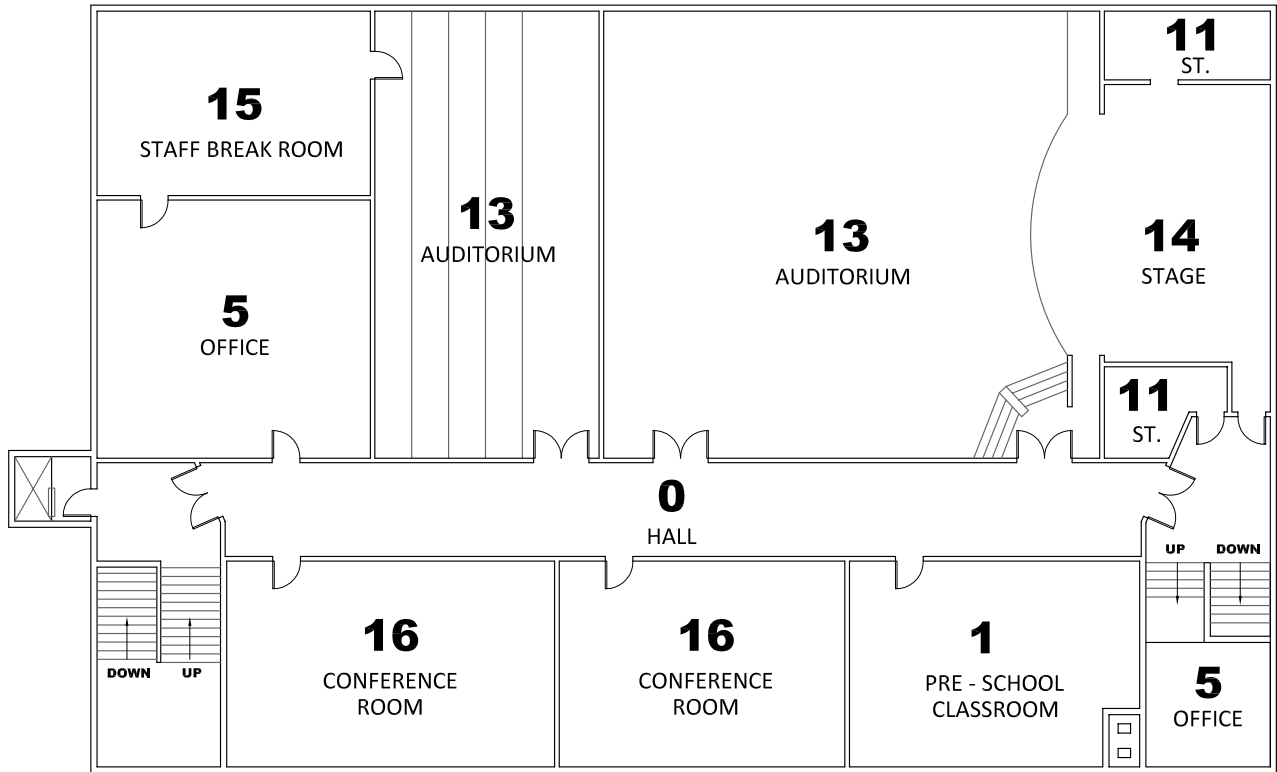 11
ST.
15
STAFF BREAK ROOM
13
AUDITORIUM
13
AUDITORIUM
14
STAGE
5
OFFICE
11
ST.
0
HALL
UP
DOWN
16
CONFERENCE
ROOM
16
CONFERENCE
ROOM
1
PRE - SCHOOL
CLASSROOM
DOWN
UP
5
OFFICE